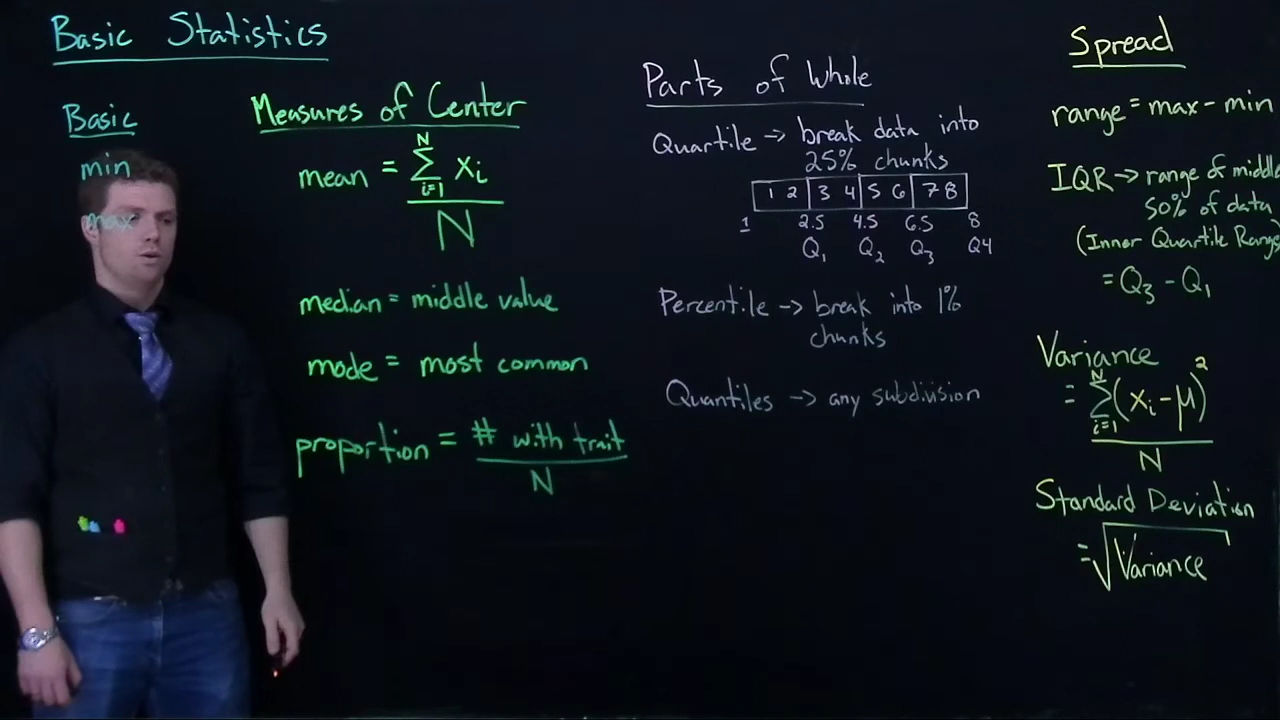 Basic Statistics
Basic
min
max
Measures of Center
mean = \sum_{i=1}^{N} x_i / N
median = middle value
mode = most common
proportion = # with trait / N
Parts of Whole
Quartile → break data into
25% chunks
1 2 3 4 5 6 7 8
1 2.5 4.5 6.5 8
Q₁ Q₂ Q₃ Q4
Percentile → break into 1%
chunks
Quantiles → any subdivision
Spread
range = max - min
IQR → range of middle
50% of data
(Inner Quartile Range
= Q₃ - Q₁
Variance
= \sum_{i=1}^{N} (x_i - μ)² / N
Standard Deviation
= √Variance